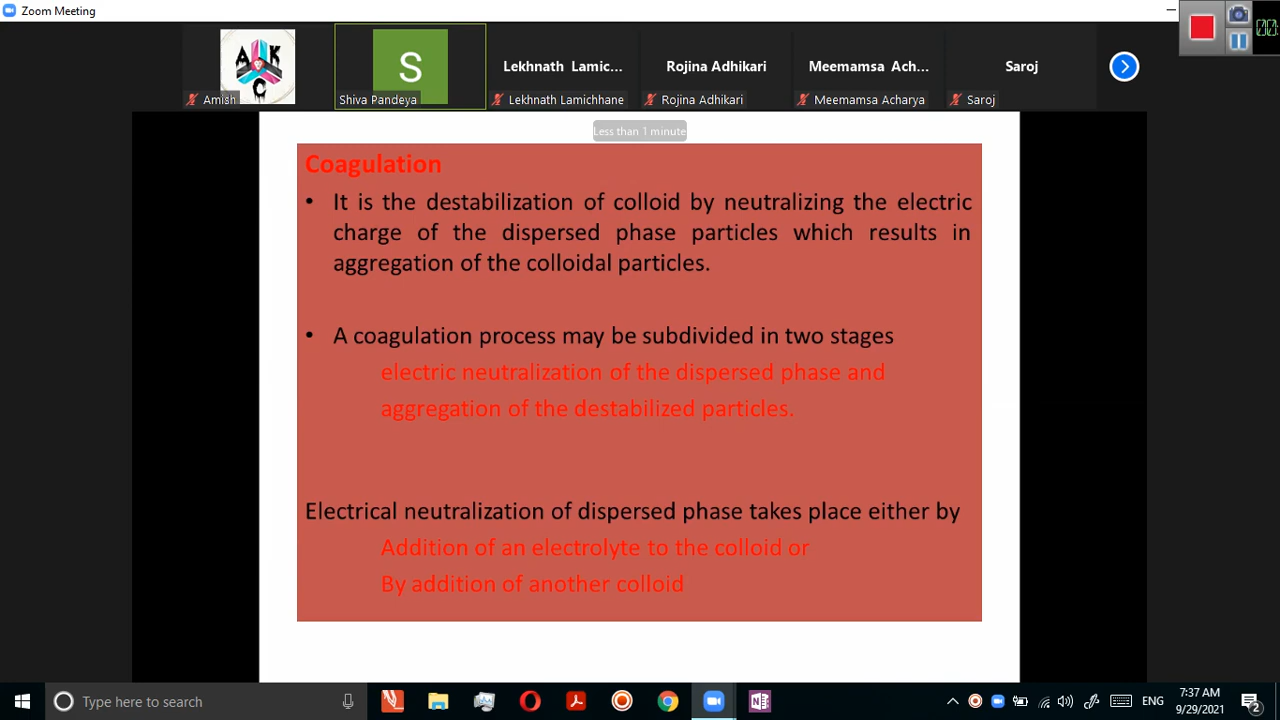 Zoom Meeting
A K C
S
Lekhnath Lamic...
Rojina Adhikari
Meemamsa Ach...
Saroj
Amish
Shiva Pandeya
Lekhnath Lamichhane
Rojina Adhikari
Meemamsa Acharya
Saroj
Less than 1 minute
Coagulation
• It is the destabilization of colloid by neutralizing the electric
charge of the dispersed phase particles which results in
aggregation of the colloidal particles.
• A coagulation process may be subdivided in two stages
electric neutralization of the dispersed phase and
aggregation of the destabilized particles.
Electrical neutralization of dispersed phase takes place either by
Addition of an electrolyte to the colloid or
By addition of another colloid
Type here to search
ENG
7:37 AM
9/29/2021
2